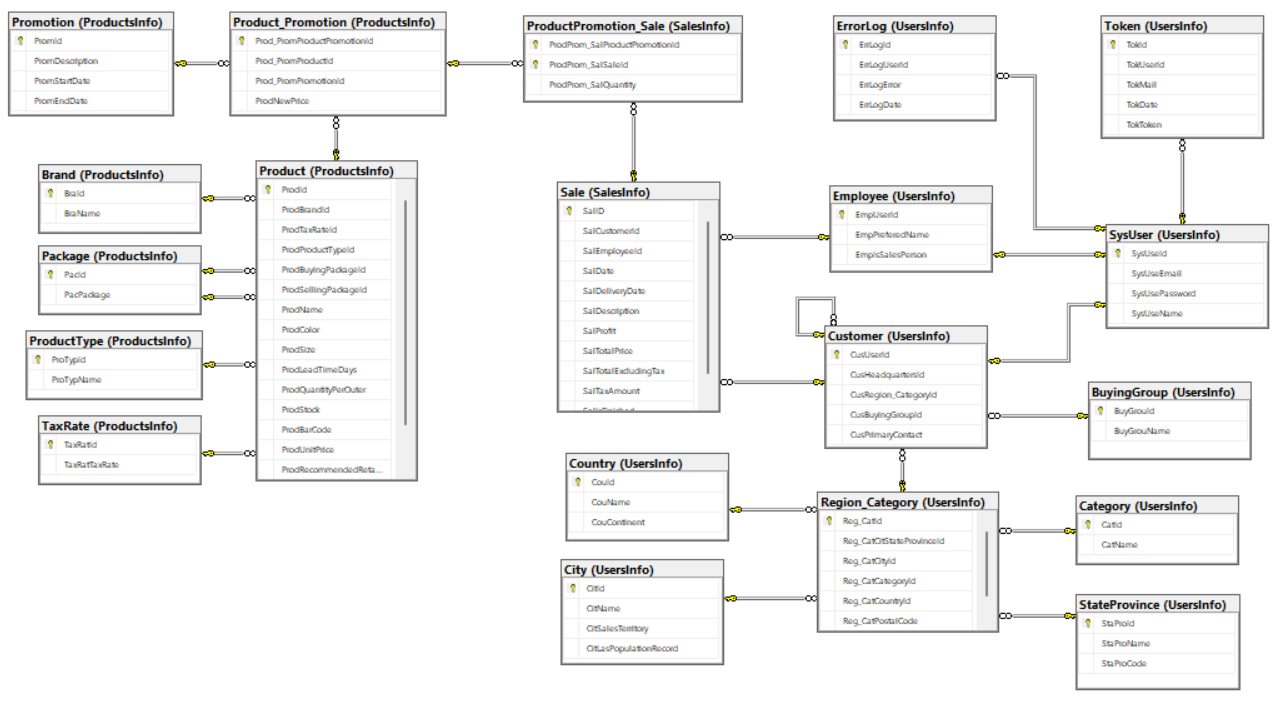 Promotion (ProductsInfo)
PromId
PromDescription
PromStartDate
PromEndDate
Product_Promotion (ProductsInfo)
Prod_PromProductPromotionId
Prod_PromProductId
Prod_PromPromotionId
ProdNewPrice
ProductPromotion_Sale (SalesInfo)
ProdProm_SalProductPromotionId
ProdProm_SalSaleId
ProdProm_SalQuantity
ErrorLog (UsersInfo)
ErrLogId
ErrLogUserId
ErrLogError
ErrLogDate
Token (UsersInfo)
TokId
TokUserId
TokMail
TokDate
TokToken
Brand (ProductsInfo)
BraId
BraName
Package (ProductsInfo)
PacId
PacPackage
ProductType (ProductsInfo)
ProTypId
ProTypName
TaxRate (ProductsInfo)
TaxRatId
TaxRatTaxRate
Product (ProductsInfo)
ProdId
ProdBrandId
ProdTaxRateId
ProdProductTypeId
ProdBuyingPackageId
ProdSelllingPackageId
ProdName
ProdColor
ProdSize
ProdLeadTimeDays
ProdQuantityPerOuter
ProdStock
ProdBarCode
ProdUnitPrice
ProdRecommendedReta...
Sale (SalesInfo)
SalID
SalCustomerId
SalEmployeeId
SalDate
SalDeliveryDate
SalDescription
SalProfit
SalTotalPrice
SalTotalExcludingTax
SalTaxAmount
Employee (UsersInfo)
EmpUserId
EmpPreferedName
EmpIsSalesPerson
SysUser (UsersInfo)
SysUseId
SysUseEmail
SysUsePassword
SysUseName
Customer (UsersInfo)
CusUserId
CusHeadquartersId
CusRegion_CategoryId
CusBuyingGroupId
CusPrimaryContact
BuyingGroup (UsersInfo)
BuyGrouId
BuyGrouName
Country (UsersInfo)
CouId
CouName
CouContinent
City (UsersInfo)
CitId
CitName
CitSalesTerritory
CitLasPopulationRecord
Region_Category (UsersInfo)
Reg_CatId
Reg_CatCitStateProvinceId
Reg_CatCityId
Reg_CatCategoryId
Reg_CatCountryId
Reg_CatPostalCode
Category (UsersInfo)
CatId
CatName
StateProvince (UsersInfo)
StaProId
StaProName
StaProCode